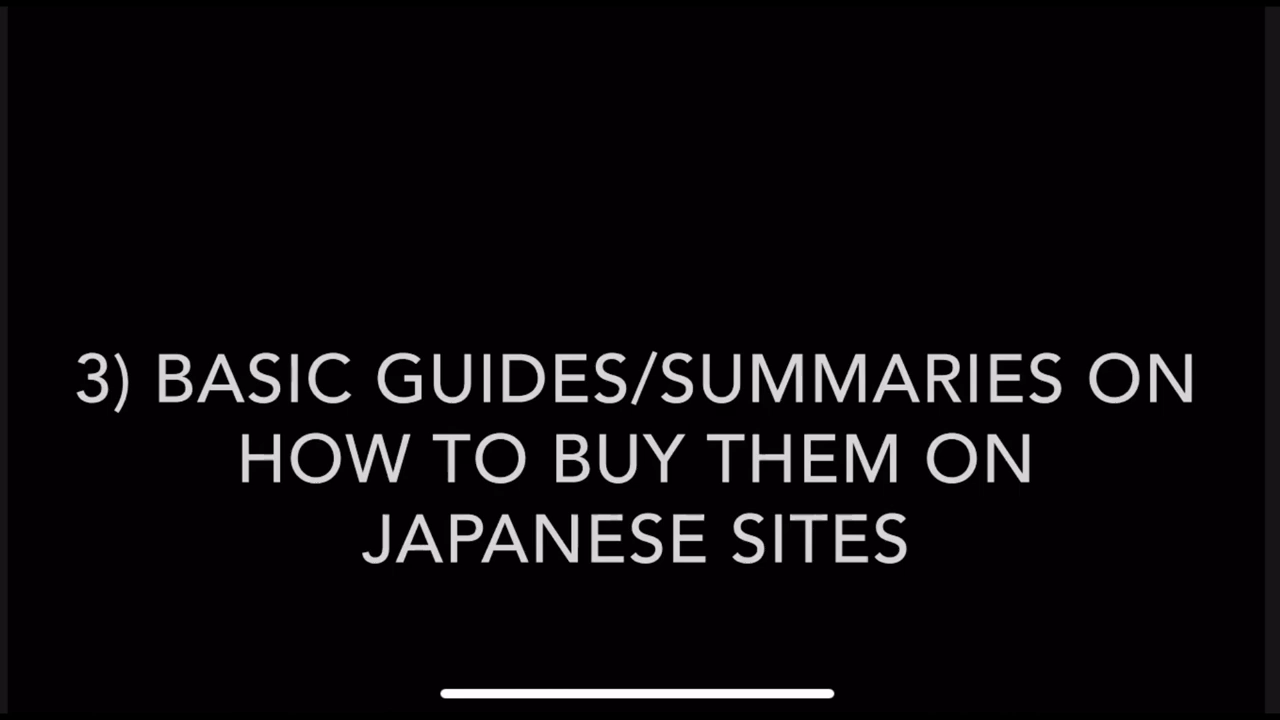 3) BASIC GUIDES/SUMMARIES ON
HOW TO BUY THEM ON
JAPANESE SITES